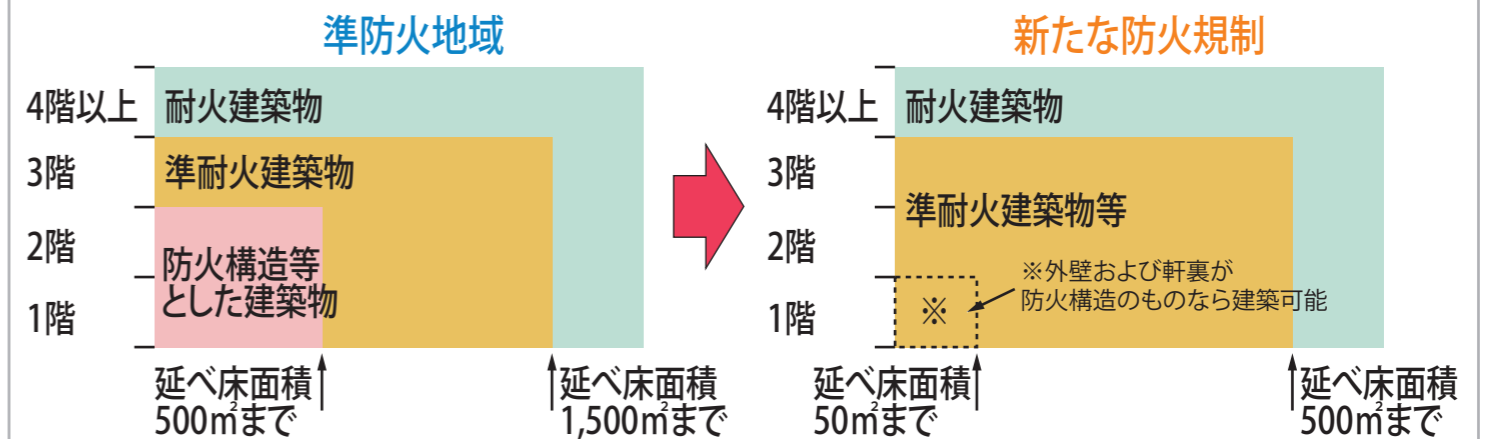 準防火地域
4階以上
3階
2階
1階
耐火建築物
準耐火建築物
防火構造等
とした建築物
延べ床面積
500㎡まで
延べ床面積
1,500㎡まで
新たな防火規制
4階以上
3階
2階
1階
耐火建築物
準耐火建築物等
※外壁および軒裏が
防火構造のものなら建築可能
※
延べ床面積
50㎡まで
延べ床面積
500㎡まで